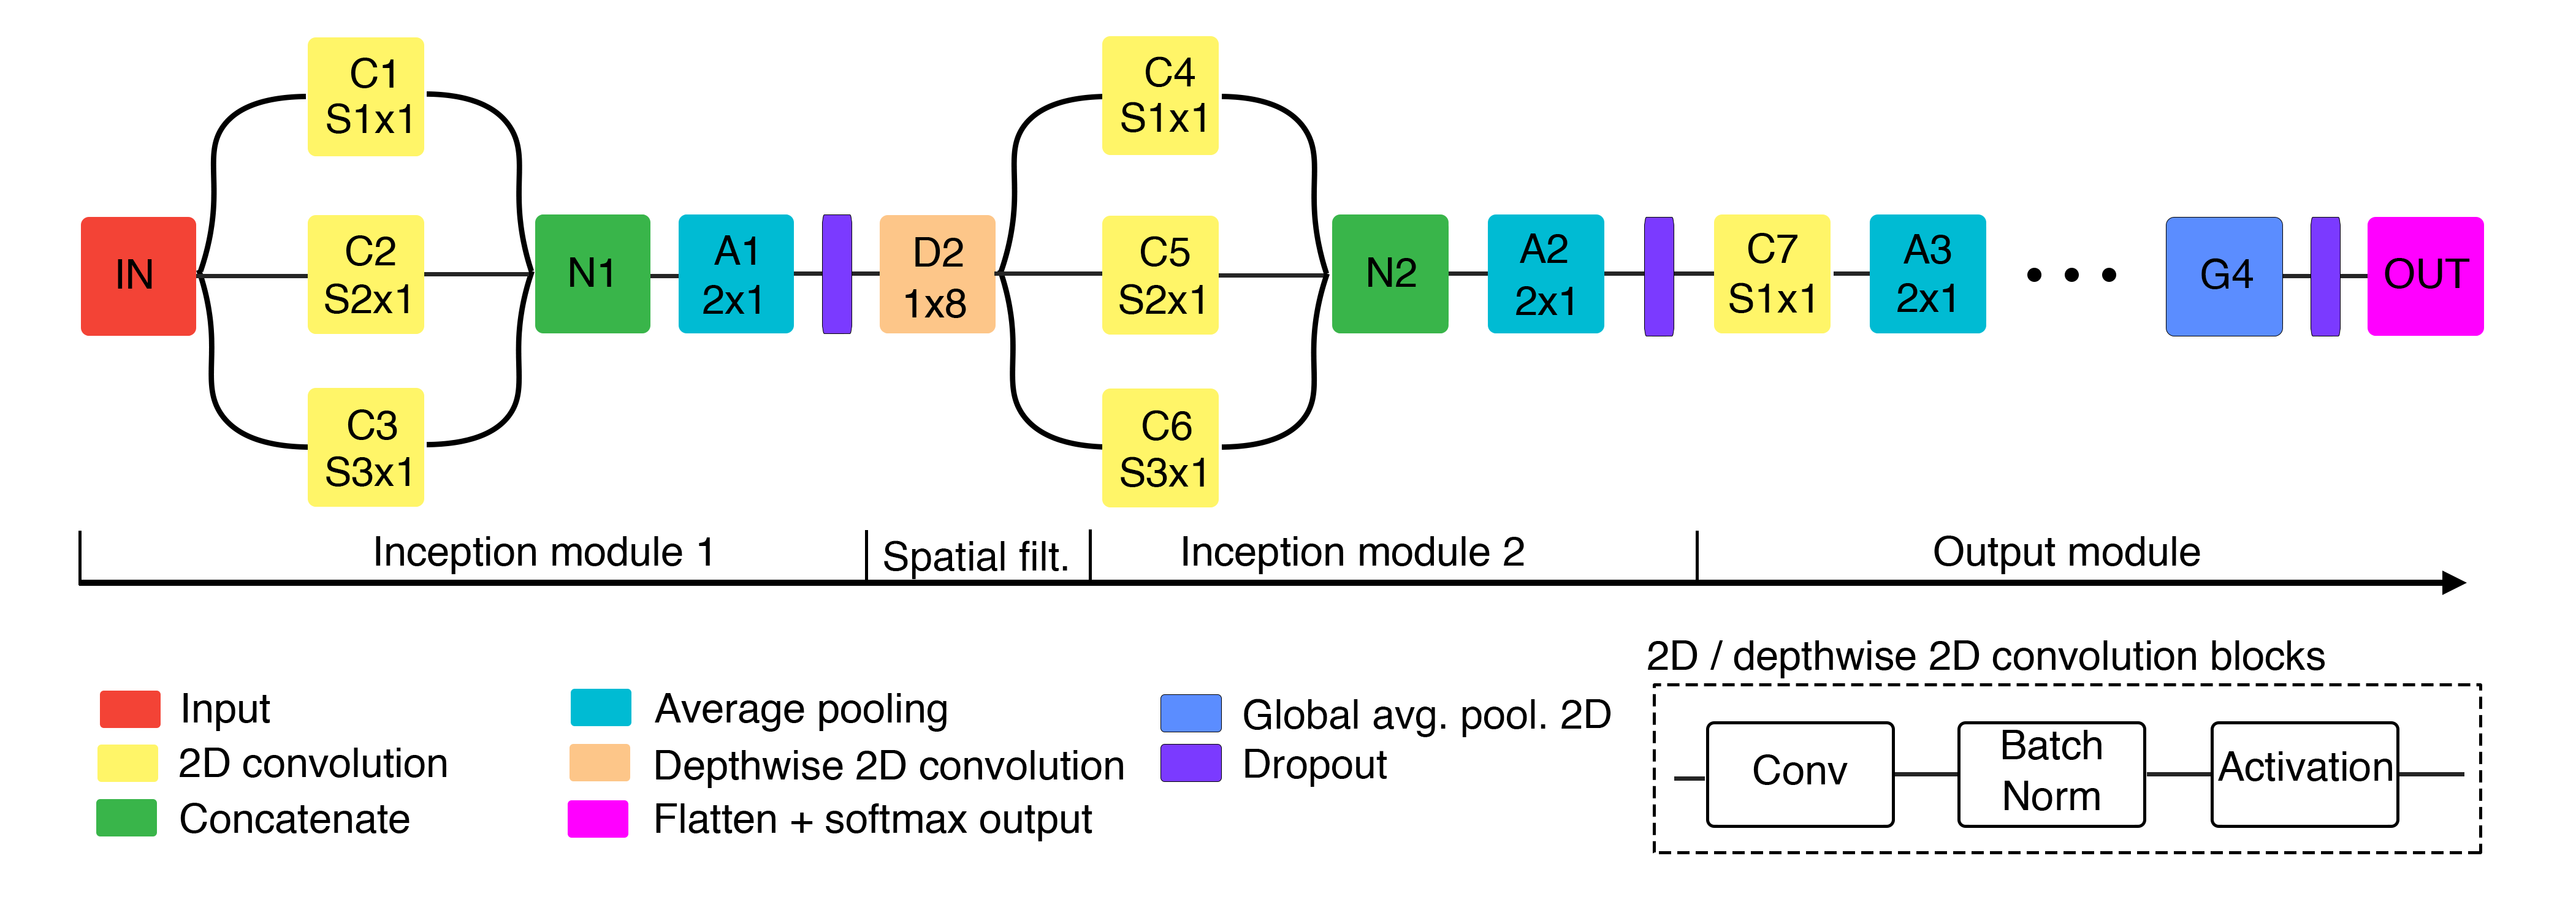 IN
C1
S1x1
C2
S2x1
C3
S3x1
N1
A1
2x1
D2
1x8
C4
S1x1
C5
S2x1
C6
S3x1
N2
A2
2x1
C7
S1x1
A3
2x1
G4
OUT
Inception module 1
Spatial filt.
Inception module 2
Output module
Input
2D convolution
Concatenate
Average pooling
Depthwise 2D convolution
Flatten + softmax output
Global avg. pool. 2D
Dropout
2D / depthwise 2D convolution blocks
Conv
Batch
Norm
Activation